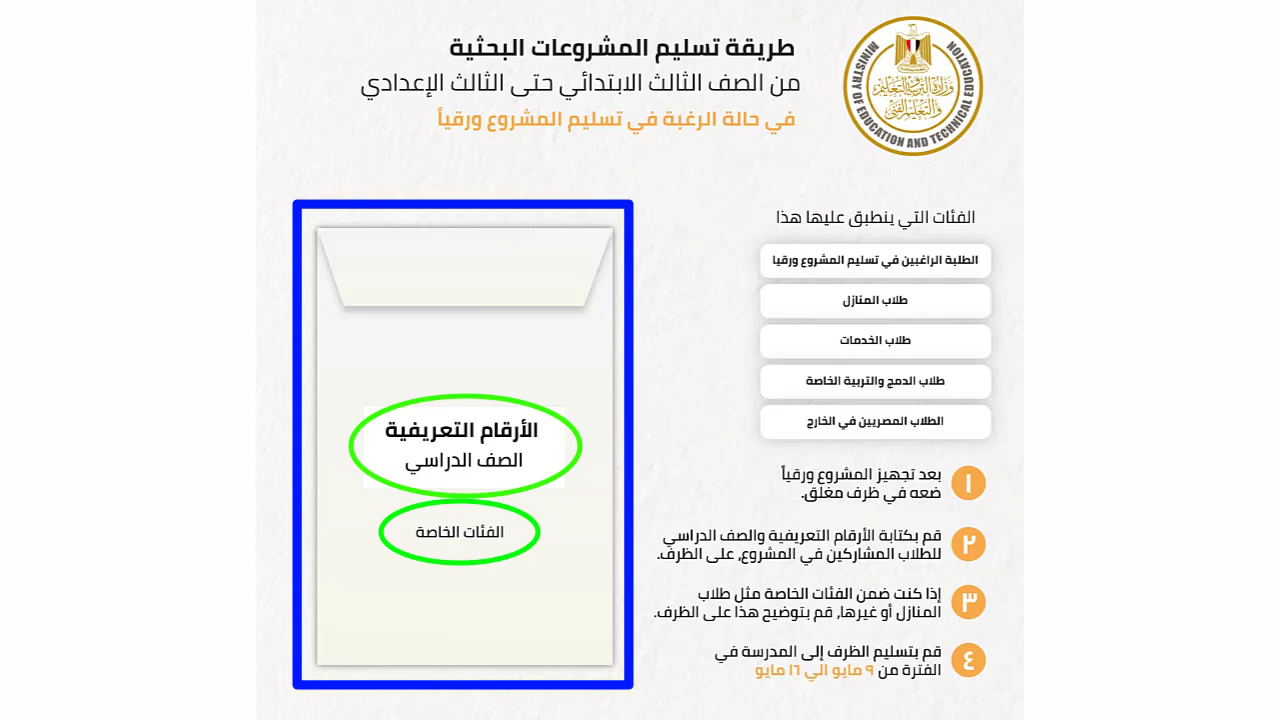 طريقة تسليم المشروعات البحثية
من الصف الثالث الابتدائي حتى الثالث الإعدادي
في حالة الرغبة في تسليم المشروع ورقياً
MINISTRY OF EDUCATION AND TECHNICAL EDUCATION
وزارة التربية والتعليم
والتعليم الفني
الفئات التي ينطبق عليها هذا
الطلبة الراغبين في تسليم المشروع ورقيا
طلاب المنازل
طلاب الخدمات
طلاب الدمج والتربية الخاصة
الطلاب المصريين في الخارج
١
بعد تجهيز المشروع ورقياً
ضعه في ظرف مغلق.
٢
قم بكتابة الأرقام التعريفية والصف الدراسي
للطلاب المشاركين في المشروع، على الظرف.
٣
إذا كنت ضمن الفئات الخاصة مثل طلاب
المنازل أو غيرها، قم بتوضيح هذا على الظرف.
٤
قم بتسليم الظرف إلى المدرسة في
الفترة من ٩ مايو الي ١٦ مايو
الأرقام التعريفية
الصف الدراسي
الفئات الخاصة